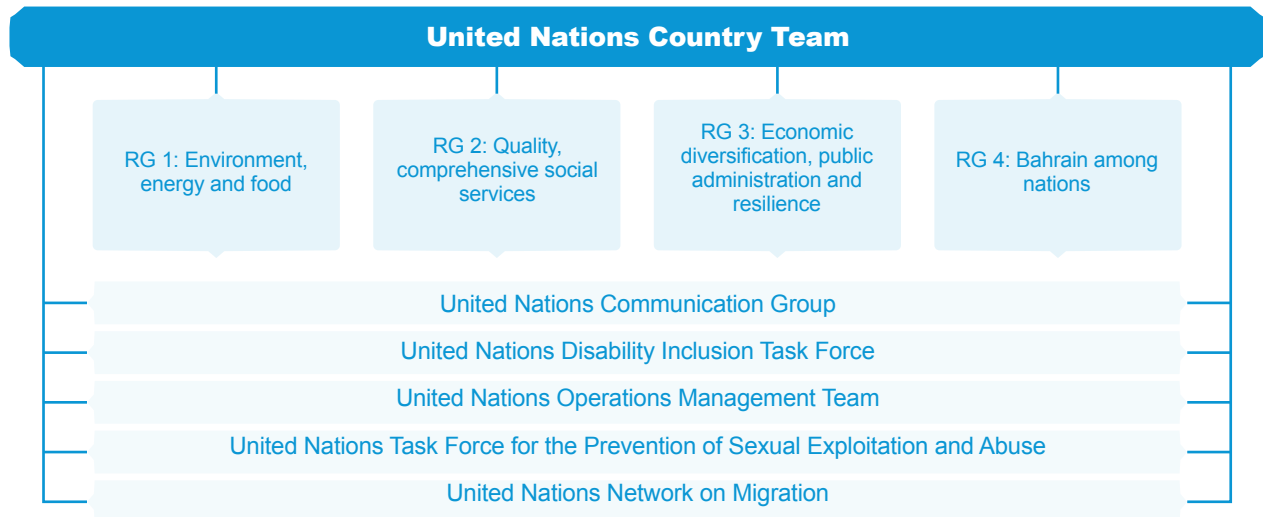 United Nations Country Team
RG 1: Environment,
energy and food
RG 2: Quality,
comprehensive social
services
RG 3: Economic
diversification, public
administration and
resilience
RG 4: Bahrain among
nations
United Nations Communication Group
United Nations Disability Inclusion Task Force
United Nations Operations Management Team
United Nations Task Force for the Prevention of Sexual Exploitation and Abuse
United Nations Network on Migration